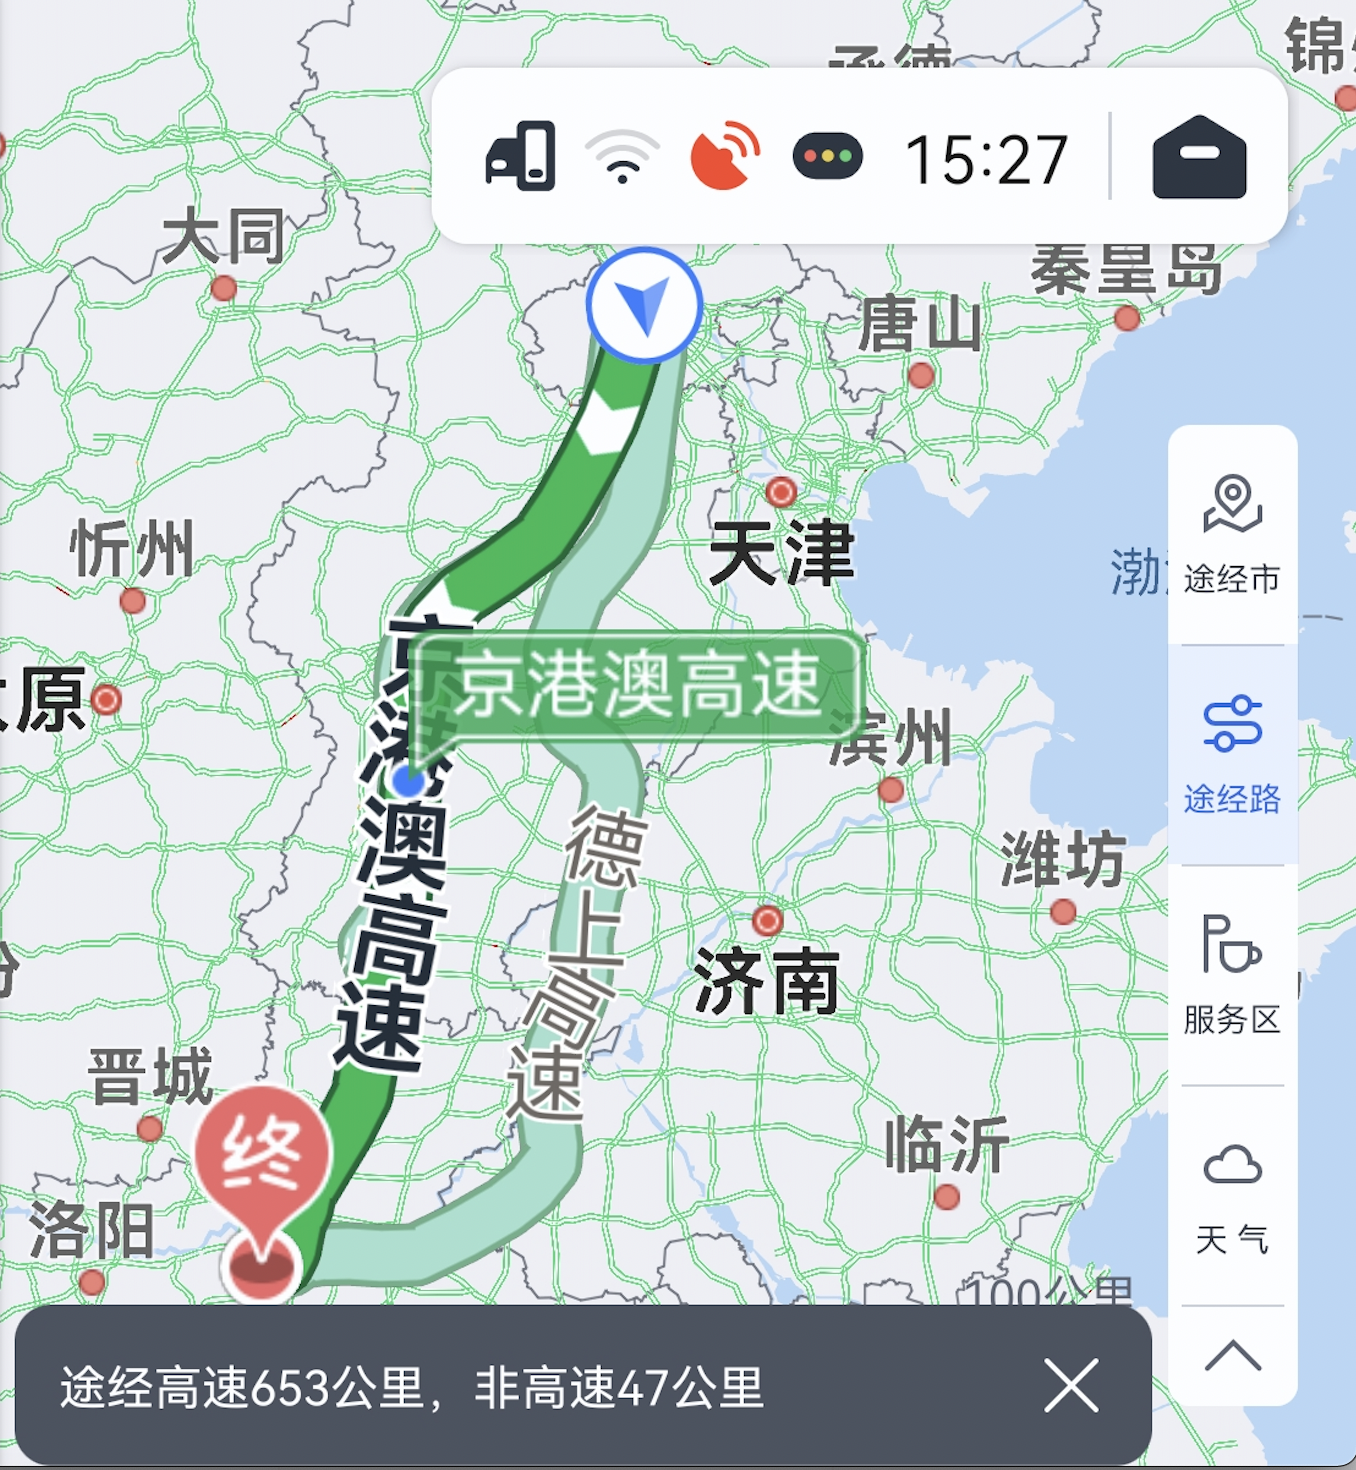 承德
15:27
大同
秦皇岛
唐山
忻州
天津
途经市
京港澳高速
京港澳高速
原
滨州
途经路
德上高速
潍坊
济南
服务区
晋城
终
临沂
洛阳
天气
100公里
途经高速653公里，非高速47公里